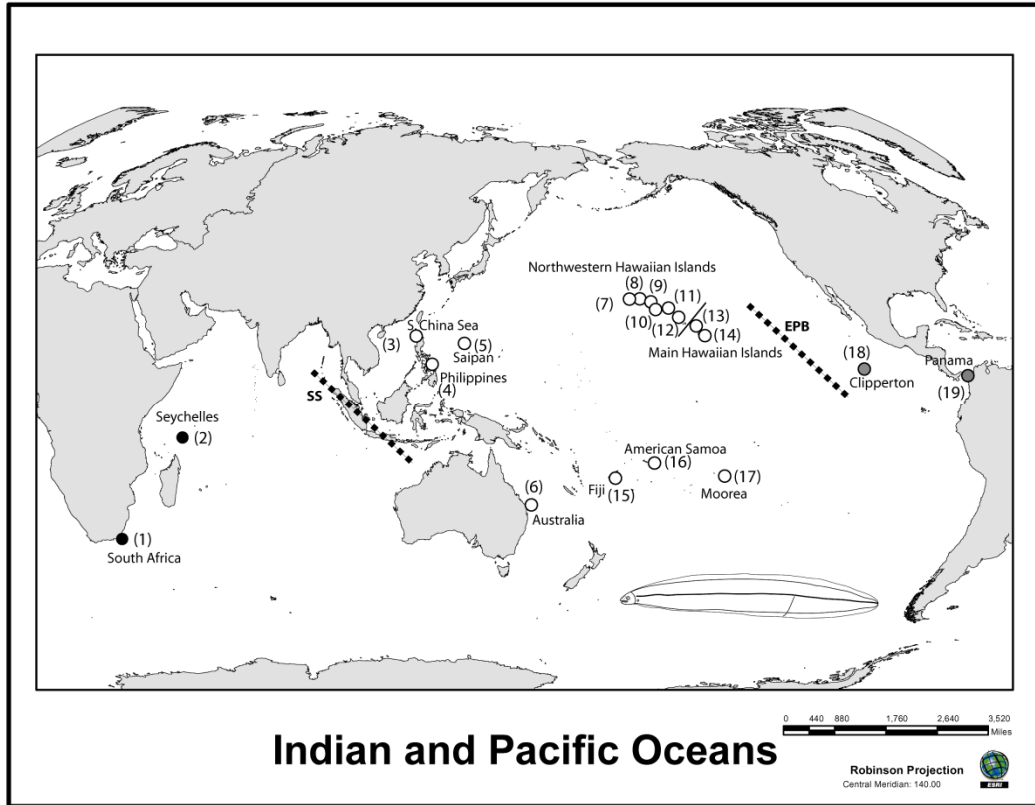 Northwestern Hawaiian Islands
(8) (9)
(7) (11)
(10) (13)
(12) (14)
S. China Sea
(3) (5)
Saipan
Main Hawaiian Islands
EPB
(18)
Panama
Philippines
(4)
Clipperton
(19)
SS
Seychelles
(2)
American Samoa
(16)
(6)
Fiji (15)
(17)
Moorea
Australia
(1)
South Africa
Indian and Pacific Oceans
0 440 880 1,760 2,640 3,520
Miles
Robinson Projection
Central Meridian: 140.00
ESRI